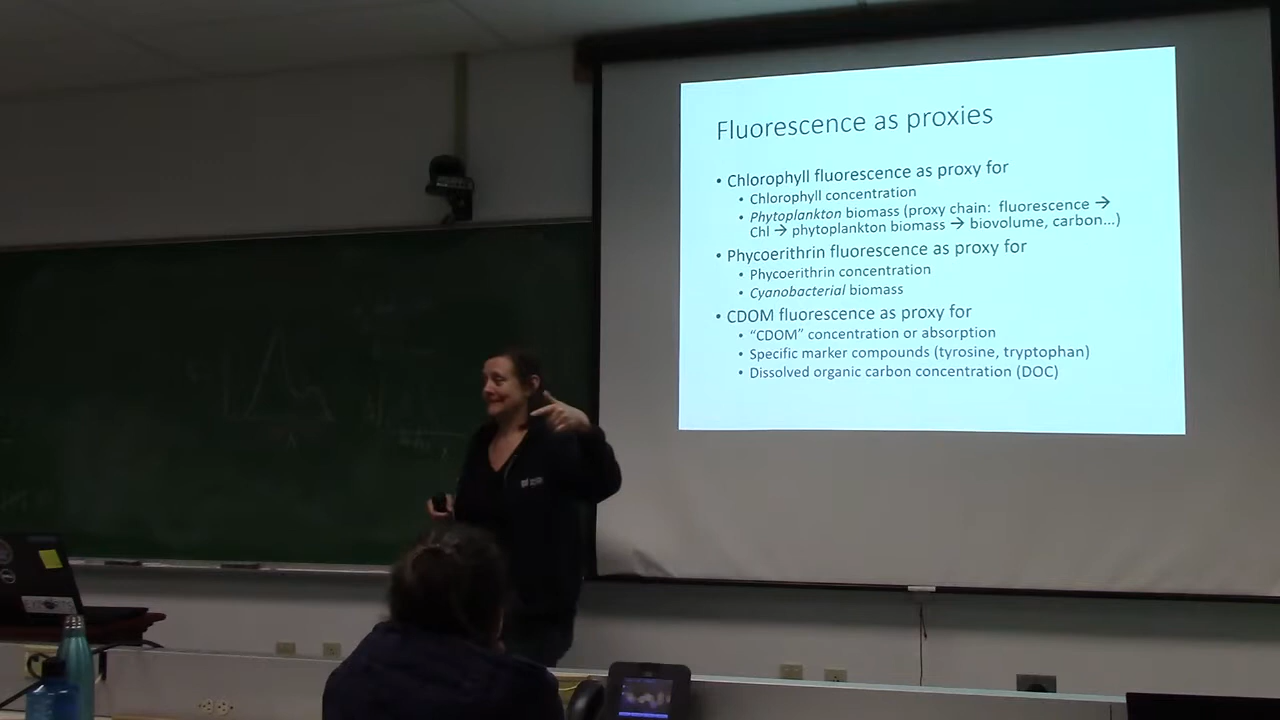 Fluorescence as proxies
• Chlorophyll fluorescence as proxy for
• Chlorophyll concentration
• Phytoplankton biomass (proxy chain: fluorescence →
Chl → phytoplankton biomass → biovolume, carbon...)
• Phycoerithrin fluorescence as proxy for
• Phycoerithrin concentration
• Cyanobacterial biomass
• CDOM fluorescence as proxy for
• “CDOM” concentration or absorption
• Specific marker compounds (tyrosine, tryptophan)
• Dissolved organic carbon concentration (DOC)